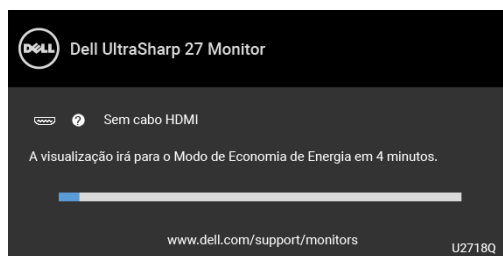 DELL Dell UltraSharp 27 Monitor
? Sem cabo HDMI
A visualização irá para o Modo de Economia de Energia em 4 minutos.
www.dell.com/support/monitors
U2718Q